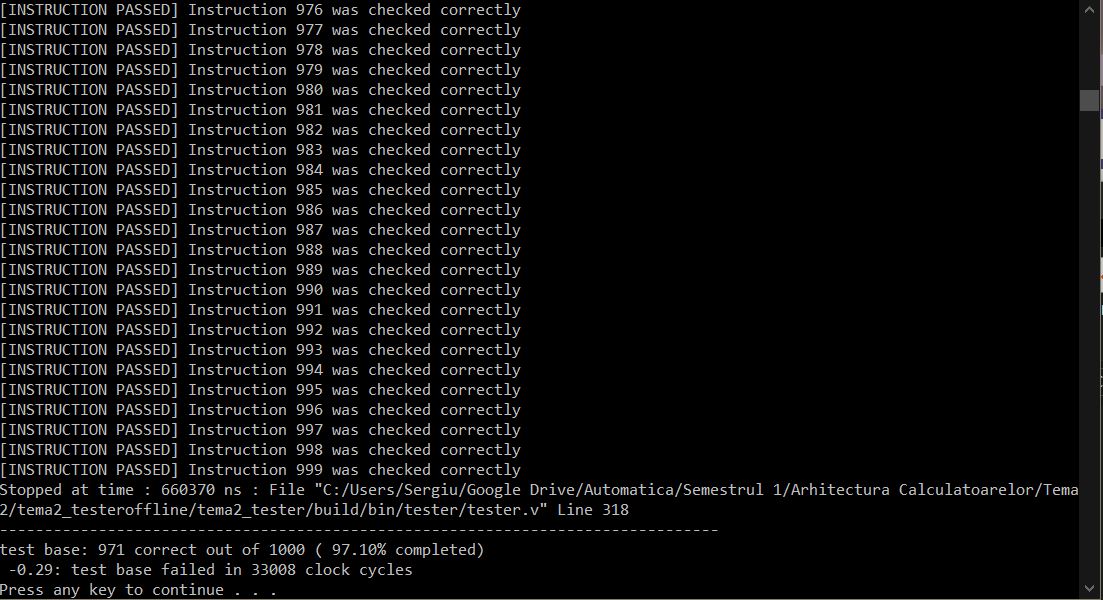 [INSTRUCTION PASSED] Instruction 976 was checked correctly
[INSTRUCTION PASSED] Instruction 977 was checked correctly
[INSTRUCTION PASSED] Instruction 978 was checked correctly
[INSTRUCTION PASSED] Instruction 979 was checked correctly
[INSTRUCTION PASSED] Instruction 980 was checked correctly
[INSTRUCTION PASSED] Instruction 981 was checked correctly
[INSTRUCTION PASSED] Instruction 982 was checked correctly
[INSTRUCTION PASSED] Instruction 983 was checked correctly
[INSTRUCTION PASSED] Instruction 984 was checked correctly
[INSTRUCTION PASSED] Instruction 985 was checked correctly
[INSTRUCTION PASSED] Instruction 986 was checked correctly
[INSTRUCTION PASSED] Instruction 987 was checked correctly
[INSTRUCTION PASSED] Instruction 988 was checked correctly
[INSTRUCTION PASSED] Instruction 989 was checked correctly
[INSTRUCTION PASSED] Instruction 990 was checked correctly
[INSTRUCTION PASSED] Instruction 991 was checked correctly
[INSTRUCTION PASSED] Instruction 992 was checked correctly
[INSTRUCTION PASSED] Instruction 993 was checked correctly
[INSTRUCTION PASSED] Instruction 994 was checked correctly
[INSTRUCTION PASSED] Instruction 995 was checked correctly
[INSTRUCTION PASSED] Instruction 996 was checked correctly
[INSTRUCTION PASSED] Instruction 997 was checked correctly
[INSTRUCTION PASSED] Instruction 998 was checked correctly
[INSTRUCTION PASSED] Instruction 999 was checked correctly
Stopped at time : 660370 ns : File "C:/Users/Sergiu/Google Drive/Automatica/Semestrul 1/Arhitectura Calculatoarelor/Tema
2/tema2_testeroffline/tema2_tester/build/bin/tester/tester.v" Line 318
--------------------------------------------------------------------------------
test base: 971 correct out of 1000 ( 97.10% completed)
 -0.29: test base failed in 33008 clock cycles
Press any key to continue . . .